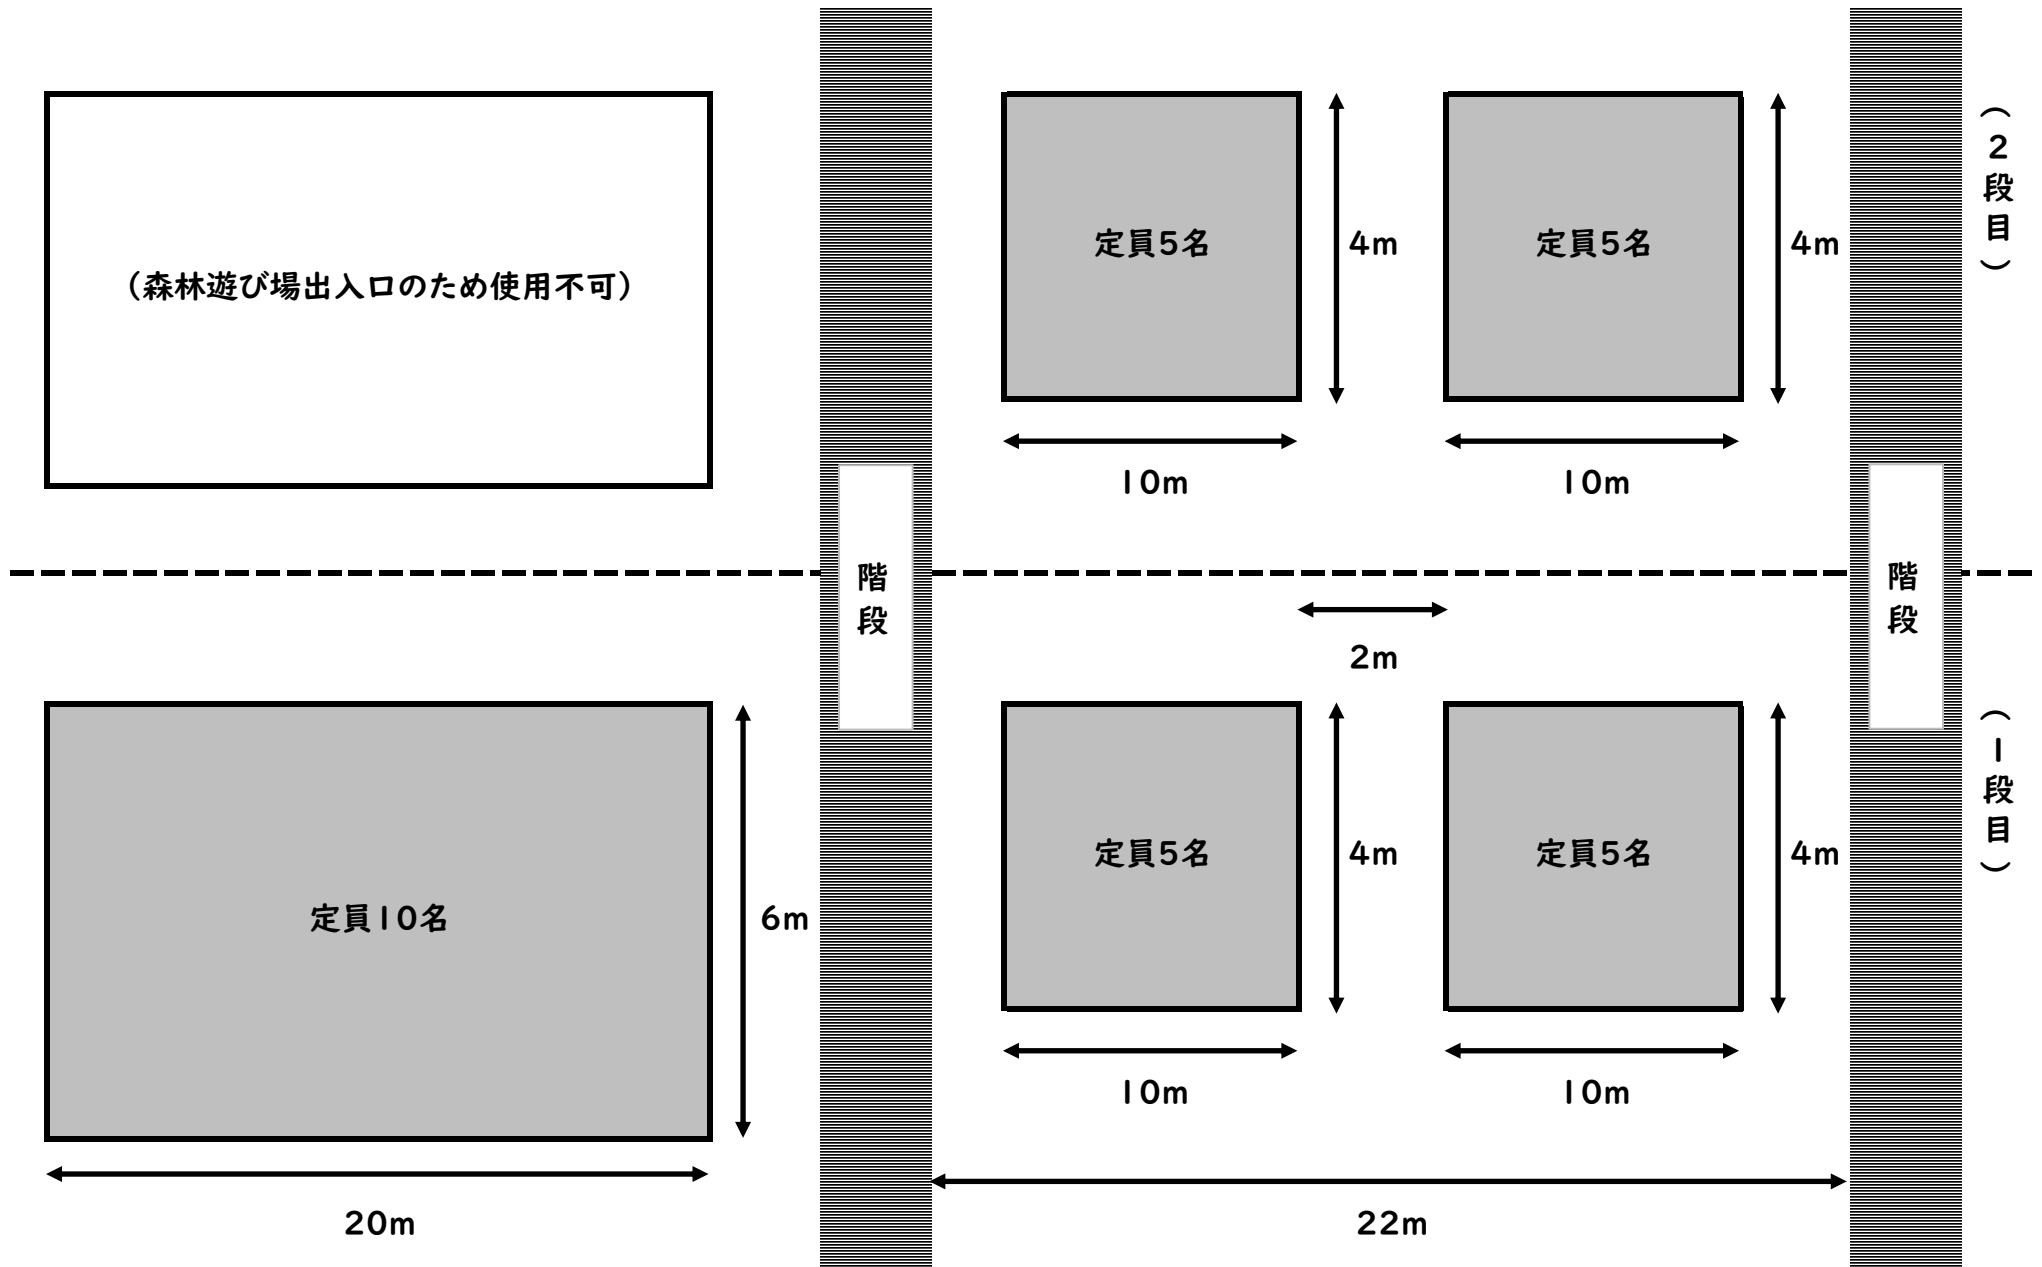 (森林遊び場出入口のため使用不可)
定員5名
4m
定員5名
4m
(2段目)
10m
10m
階段
階段
2m
定員10名
6m
定員5名
4m
定員5名
4m
(1段目)
10m
10m
20m
22m